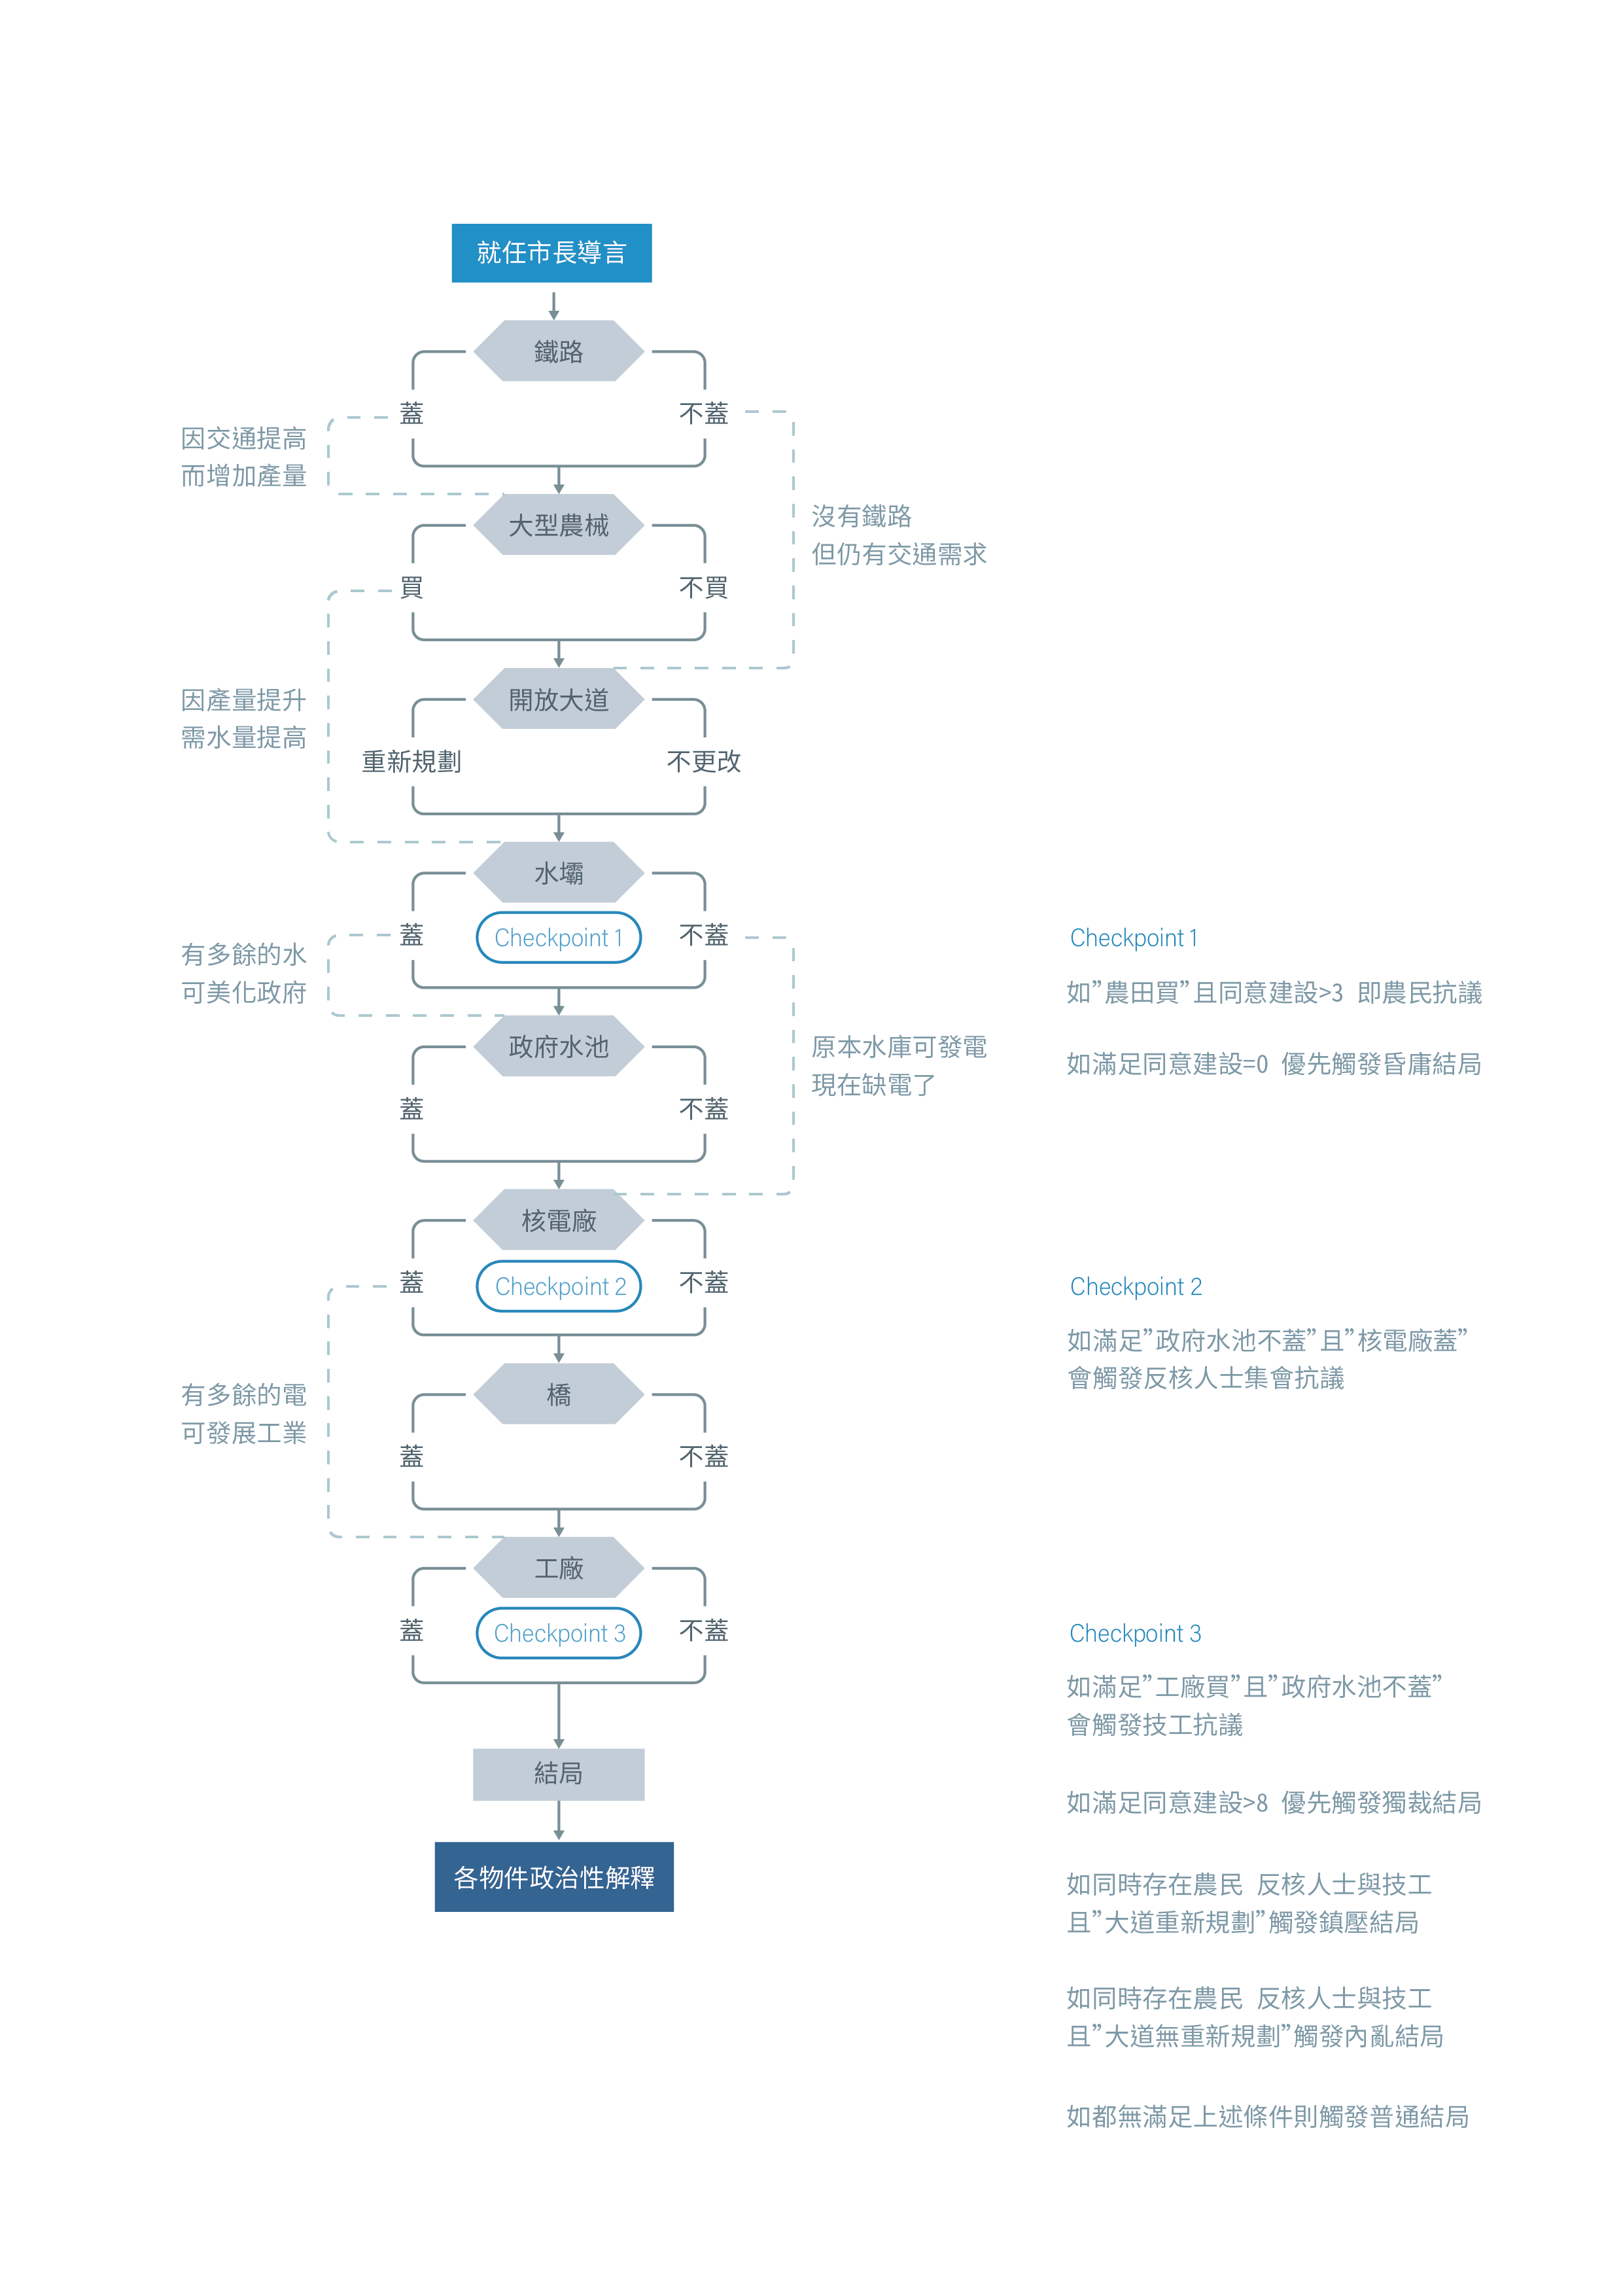 就任市長導言
鐵路
蓋
不蓋
因交通提高
而增加產量
沒有鐵路
但仍有交通需求
大型農械
買
不買
因產量提升
需水量提高
開放大道
重新規劃
不更改
水壩
Checkpoint 1
蓋
不蓋
有多餘的水
可美化政府
原本水庫可發電
現在缺電了
政府水池
蓋
不蓋
核電廠
Checkpoint 2
蓋
不蓋
有多餘的電
可發展工業
橋
蓋
不蓋
工廠
Checkpoint 3
蓋
不蓋
結局
各物件政治性解釋
Checkpoint 1
如”農田買”且同意建設>3 即農民抗議
如滿足同意建設=0 優先觸發昏庸結局
Checkpoint 2
如滿足”政府水池不蓋”且”核電廠蓋”
會觸發反核人士集會抗議
Checkpoint 3
如滿足”工廠買”且”政府水池不蓋”
會觸發技工抗議
如滿足同意建設>8 優先觸發獨裁結局
如同時存在農民 反核人士與技工
且”大道重新規劃”觸發鎮壓結局
如同時存在農民 反核人士與技工
且”大道無重新規劃”觸發內亂結局
如都無滿足上述條件則觸發普通結局